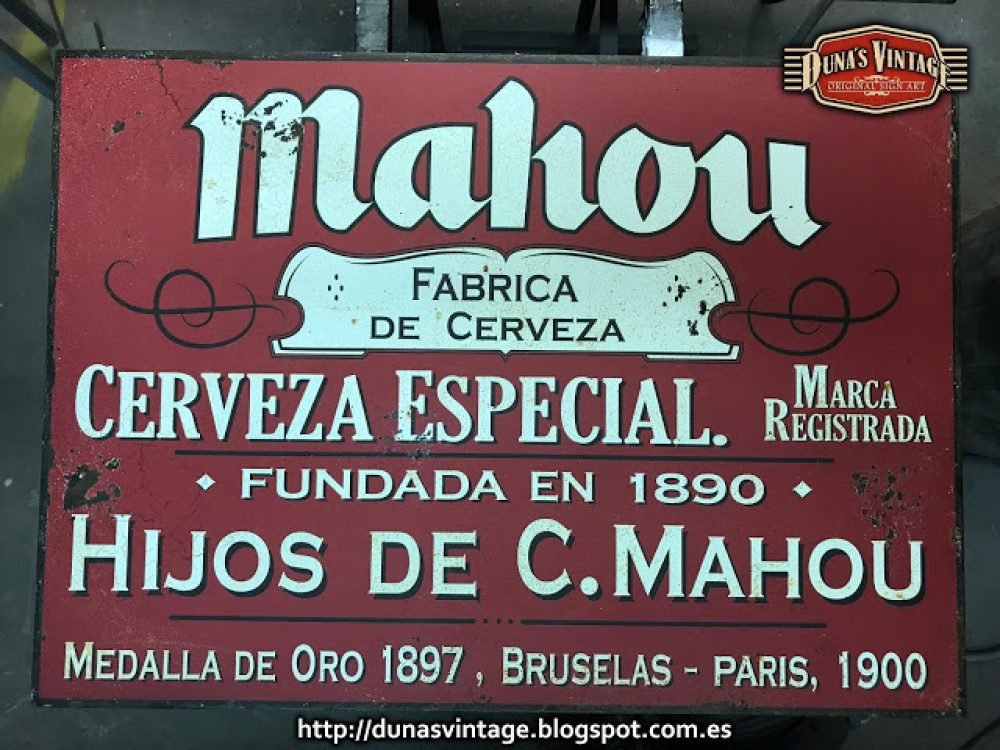 DUNA'S VINTAGE
ORIGINAL SIGN ART
Mahou
FABRICA
DE CERVEZA
CERVEZA ESPECIAL.
MARCA
REGISTRADA
FUNDADA EN 1890
HIJOS DE C. MAHOU
MEDALLA DE ORO 1897, BRUSELAS - PARIS, 1900
http://dunasvintage.blogspot.com.es